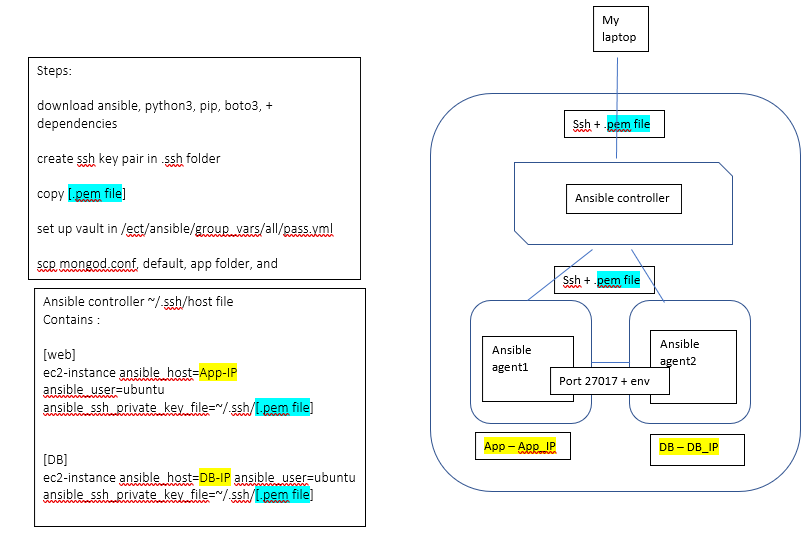 Steps:
download ansible, python3, pip, boto3, +
dependencies
create ssh key pair in .ssh folder
copy [.pem file]
set up vault in /ect/ansible/group_vars/all/pass.yml
scp mongod.conf, default, app folder, and
Ansible controller ~/.ssh/host file
Contains :
[web]
ec2-instance ansible_host=App-IP
ansible_user=ubuntu
ansible_ssh_private_key_file=~/.ssh/[.pem file]
[DB]
ec2-instance ansible_host=DB-IP ansible_user=ubuntu
ansible_ssh_private_key_file=~/.ssh/[.pem file]
My
laptop
Ssh + .pem file
Ansible controller
Ssh + .pem file
Ansible
agent1
Ansible
agent2
Port 27017 + env
App – App_IP
DB – DB_IP